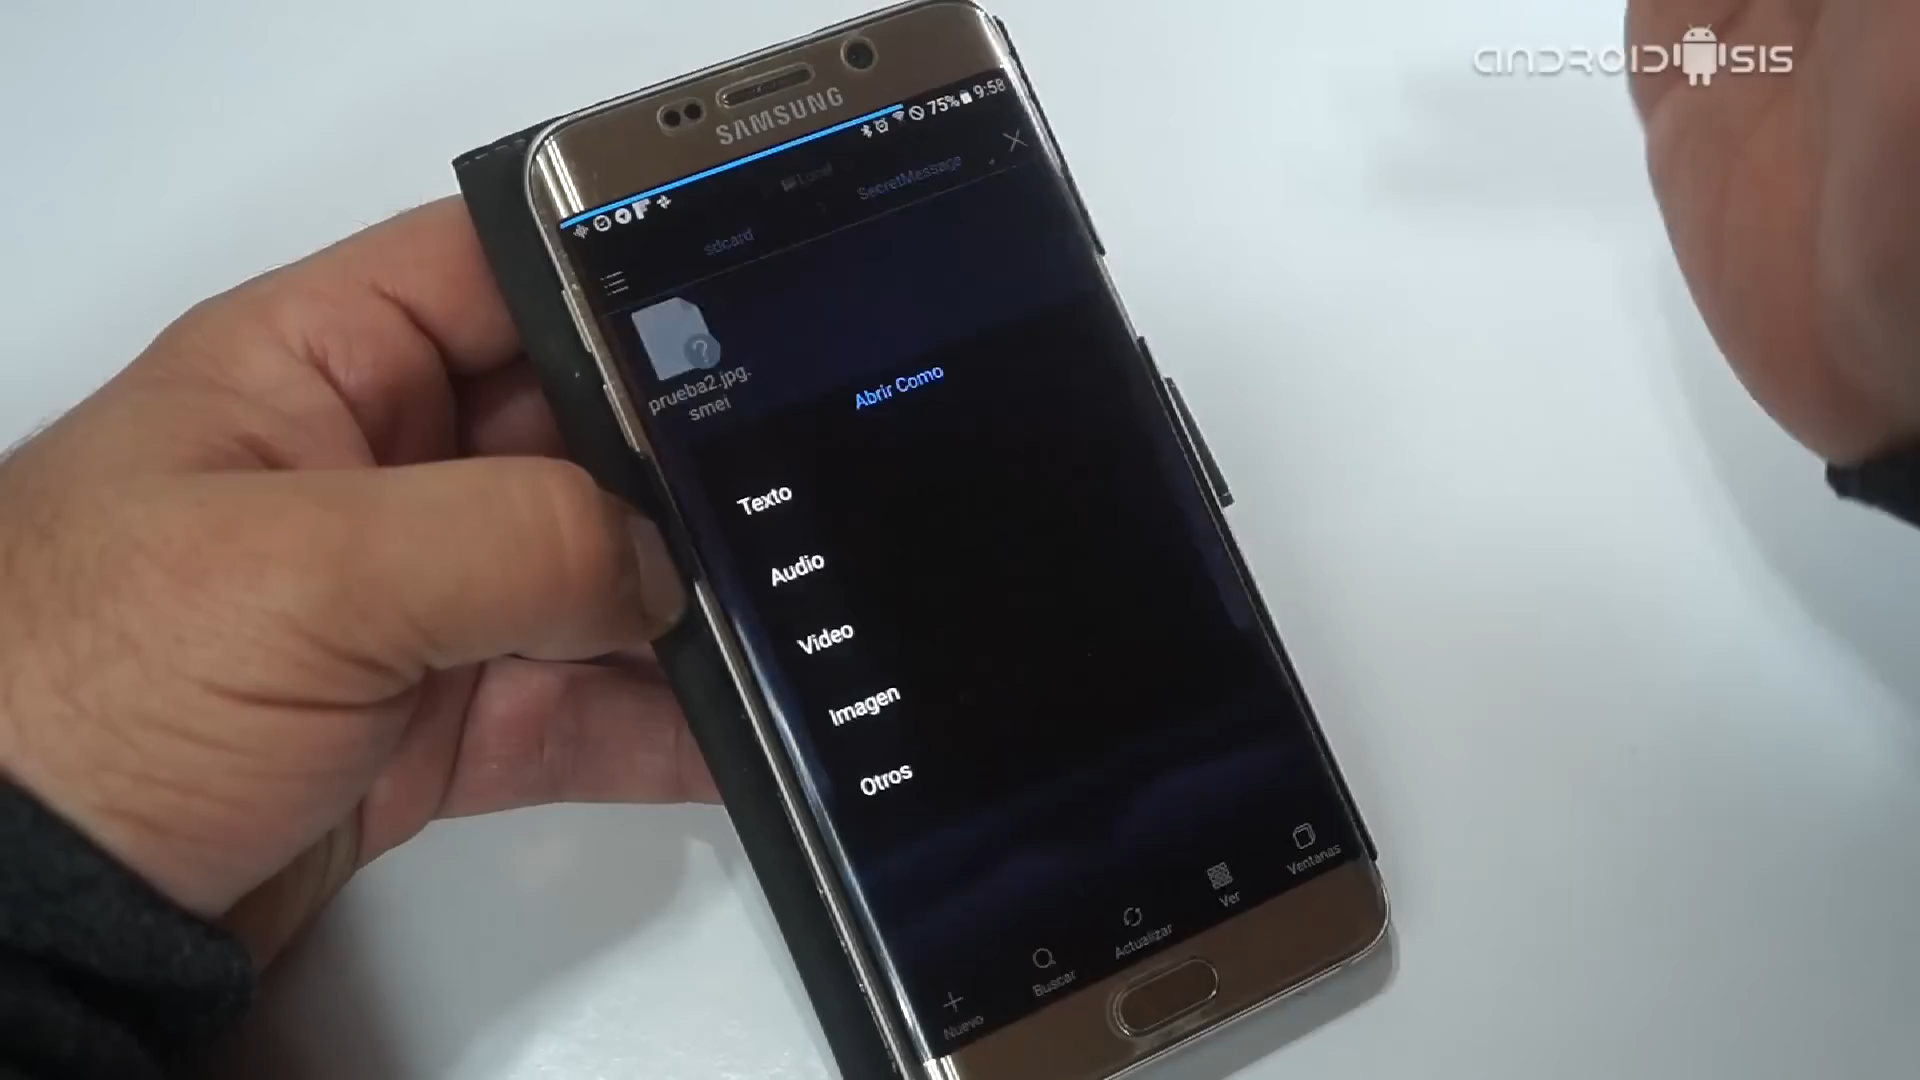 ANDROIDSIS
SAMSUNG
75% 9:58
Local
SecretMessage
sdcard
prueba2.jpg.
smei
Abrir Como
Texto
Audio
Video
Imagen
Otros
Nuevo
Buscar
Actualizar
Ver
Ventanas